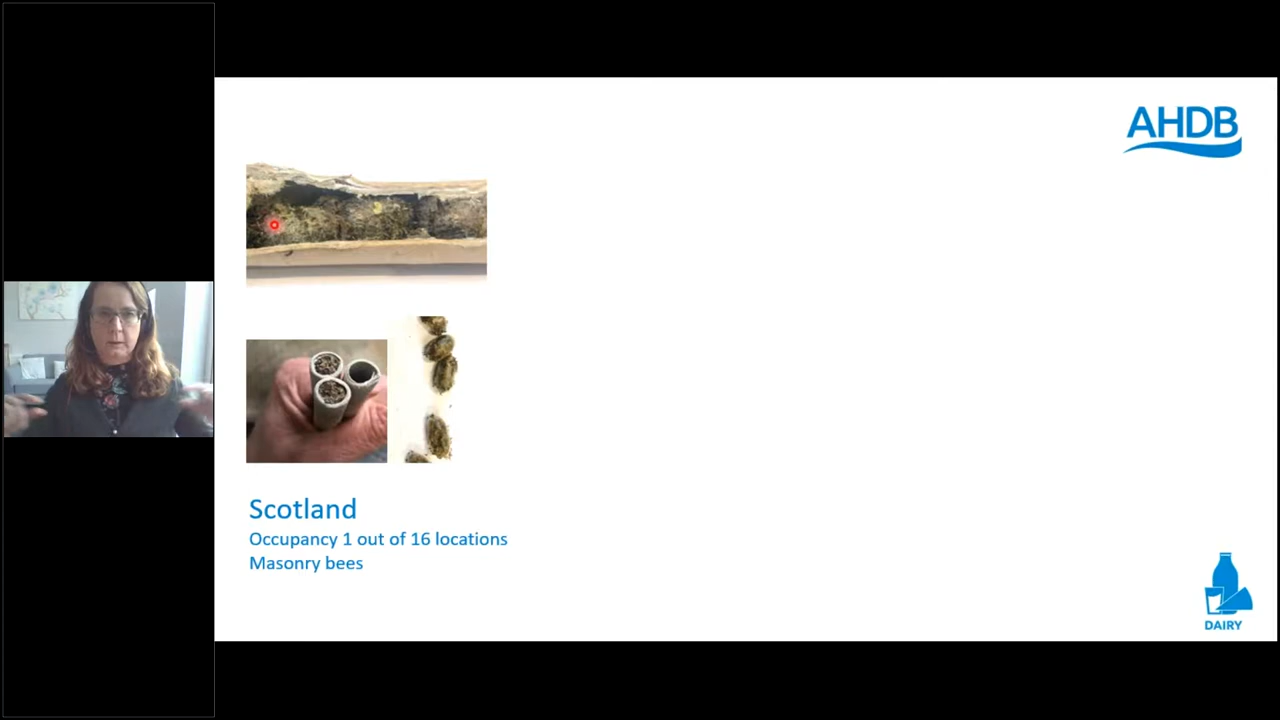 AHDB
Scotland
Occupancy 1 out of 16 locations
Masonry bees
DAIRY